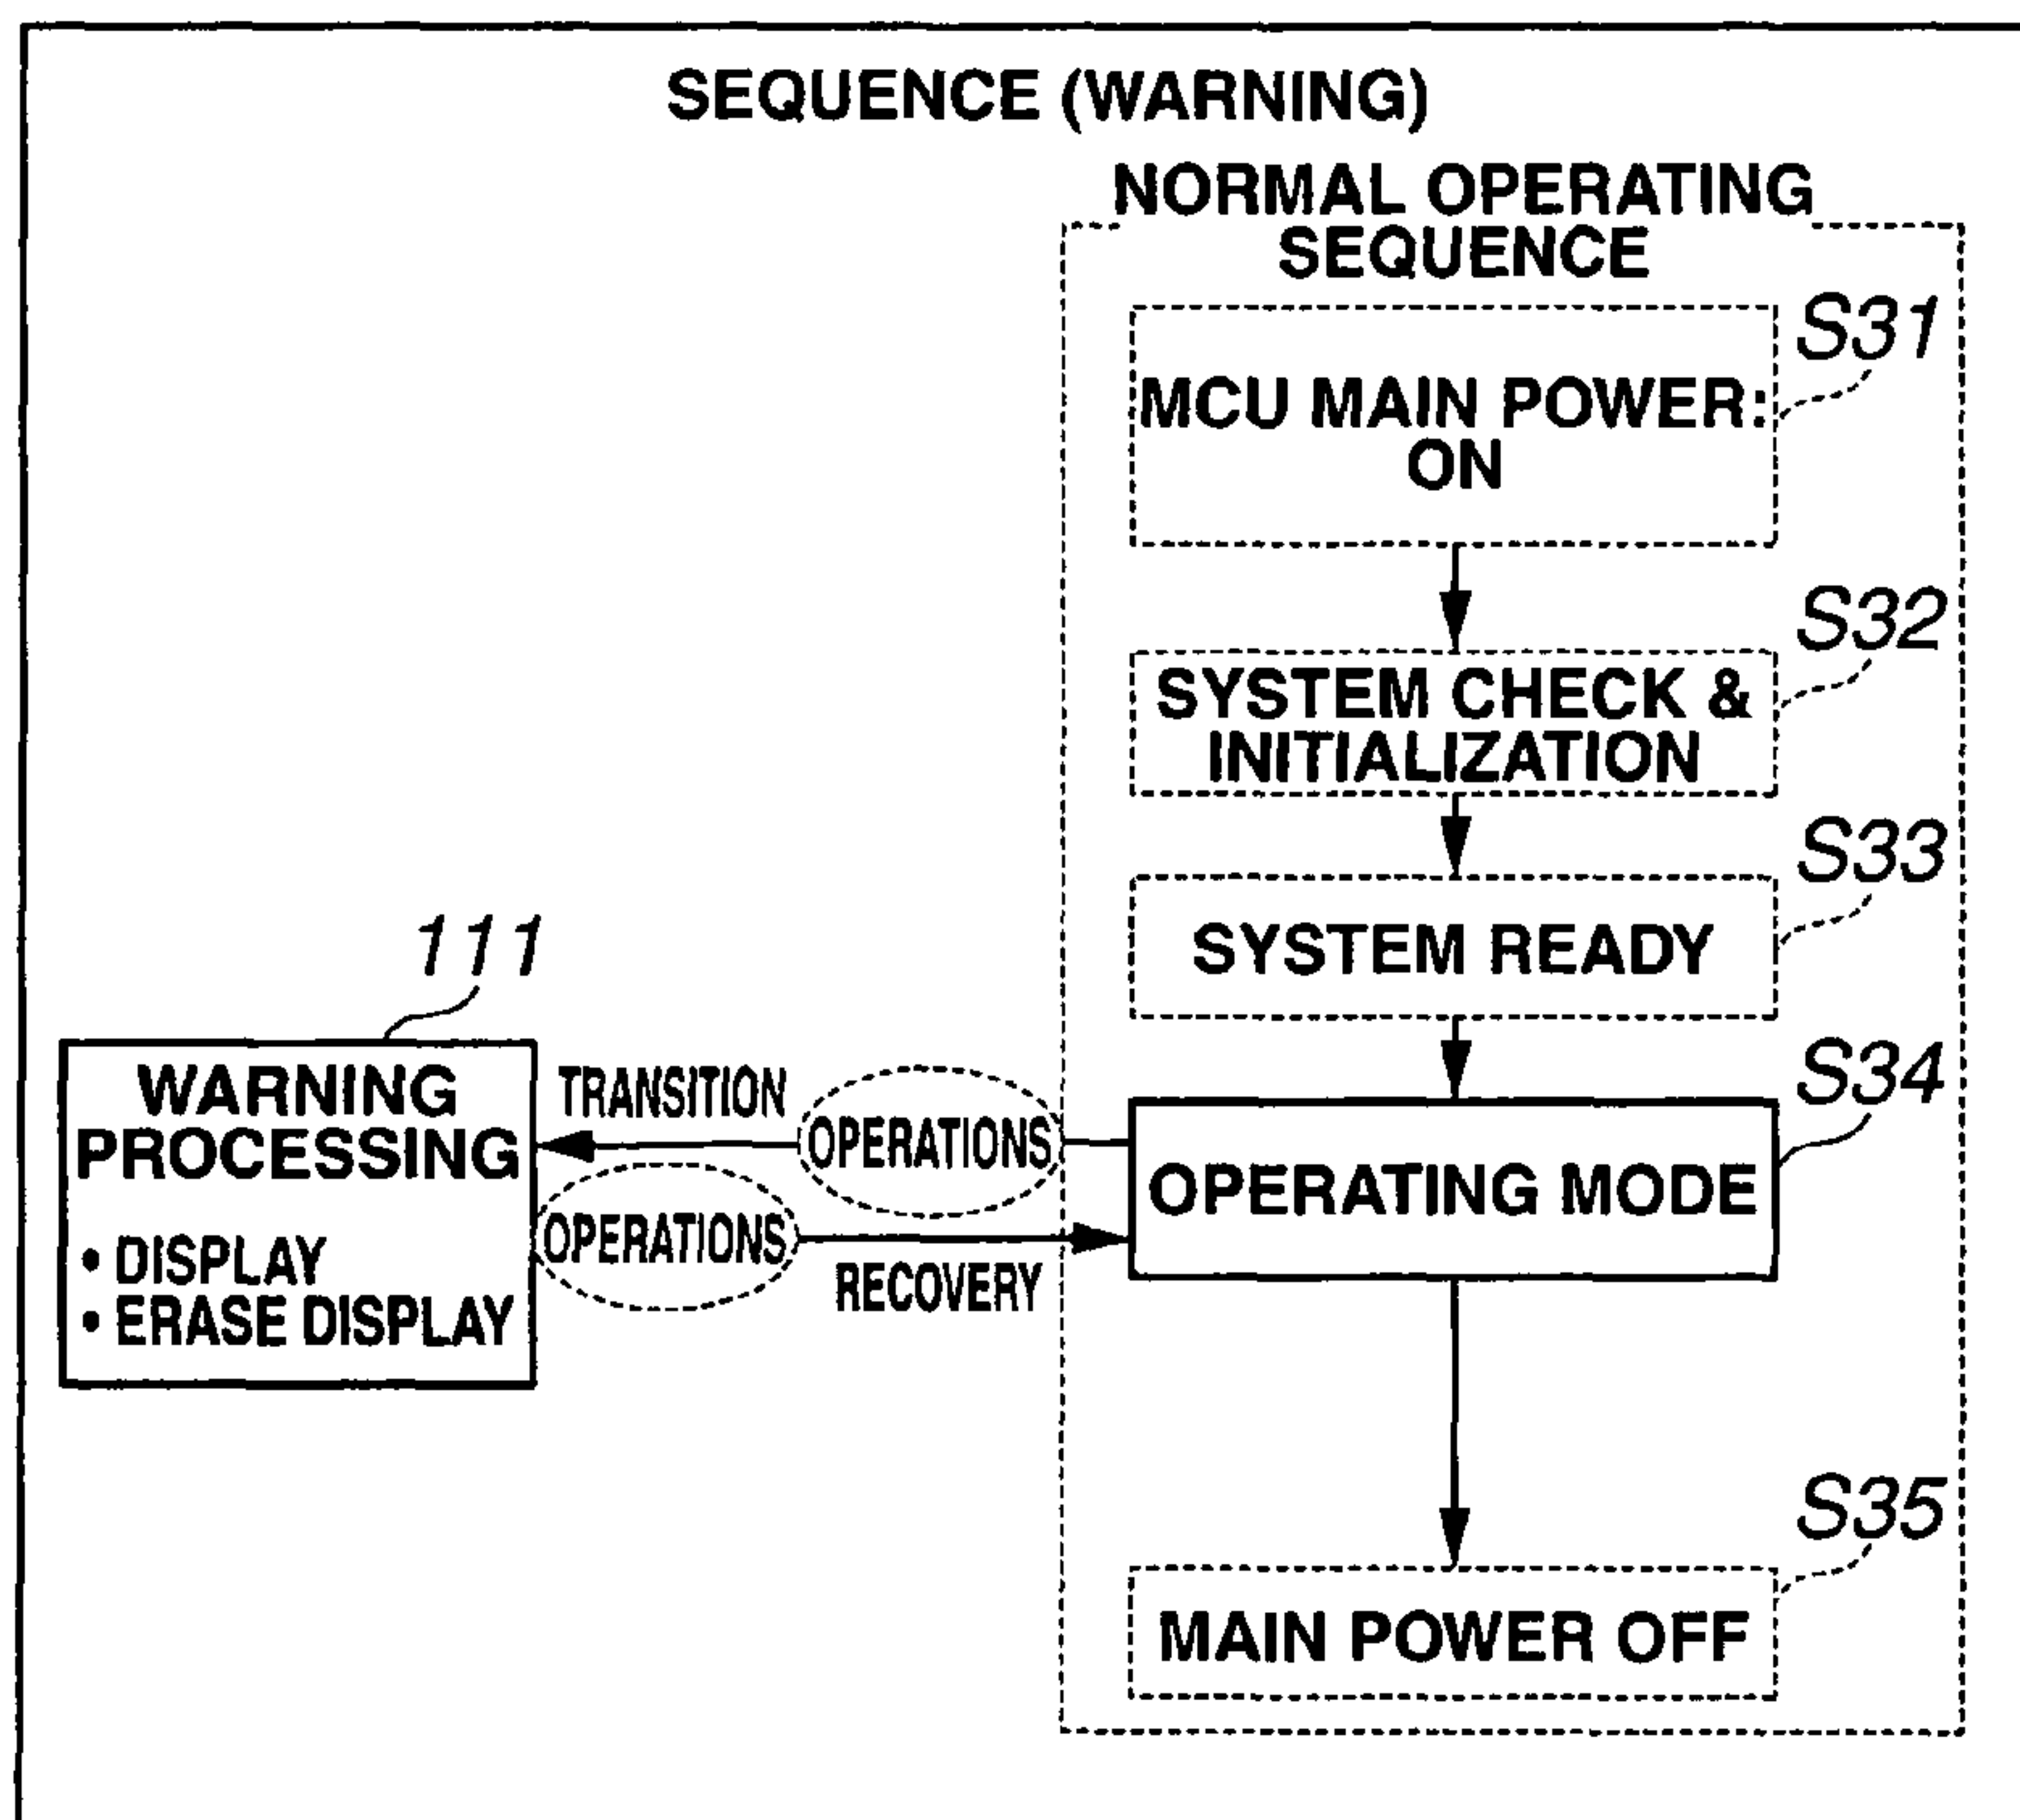 SEQUENCE (WARNING)
NORMAL OPERATING
SEQUENCE
S31
MCU MAIN POWER:
ON
S32
SYSTEM CHECK &
INITIALIZATION
S33
SYSTEM READY
111
WARNING
PROCESSING
• DISPLAY
• ERASE DISPLAY
TRANSITION
OPERATIONS
OPERATIONS
RECOVERY
S34
OPERATING MODE
S35
MAIN POWER OFF